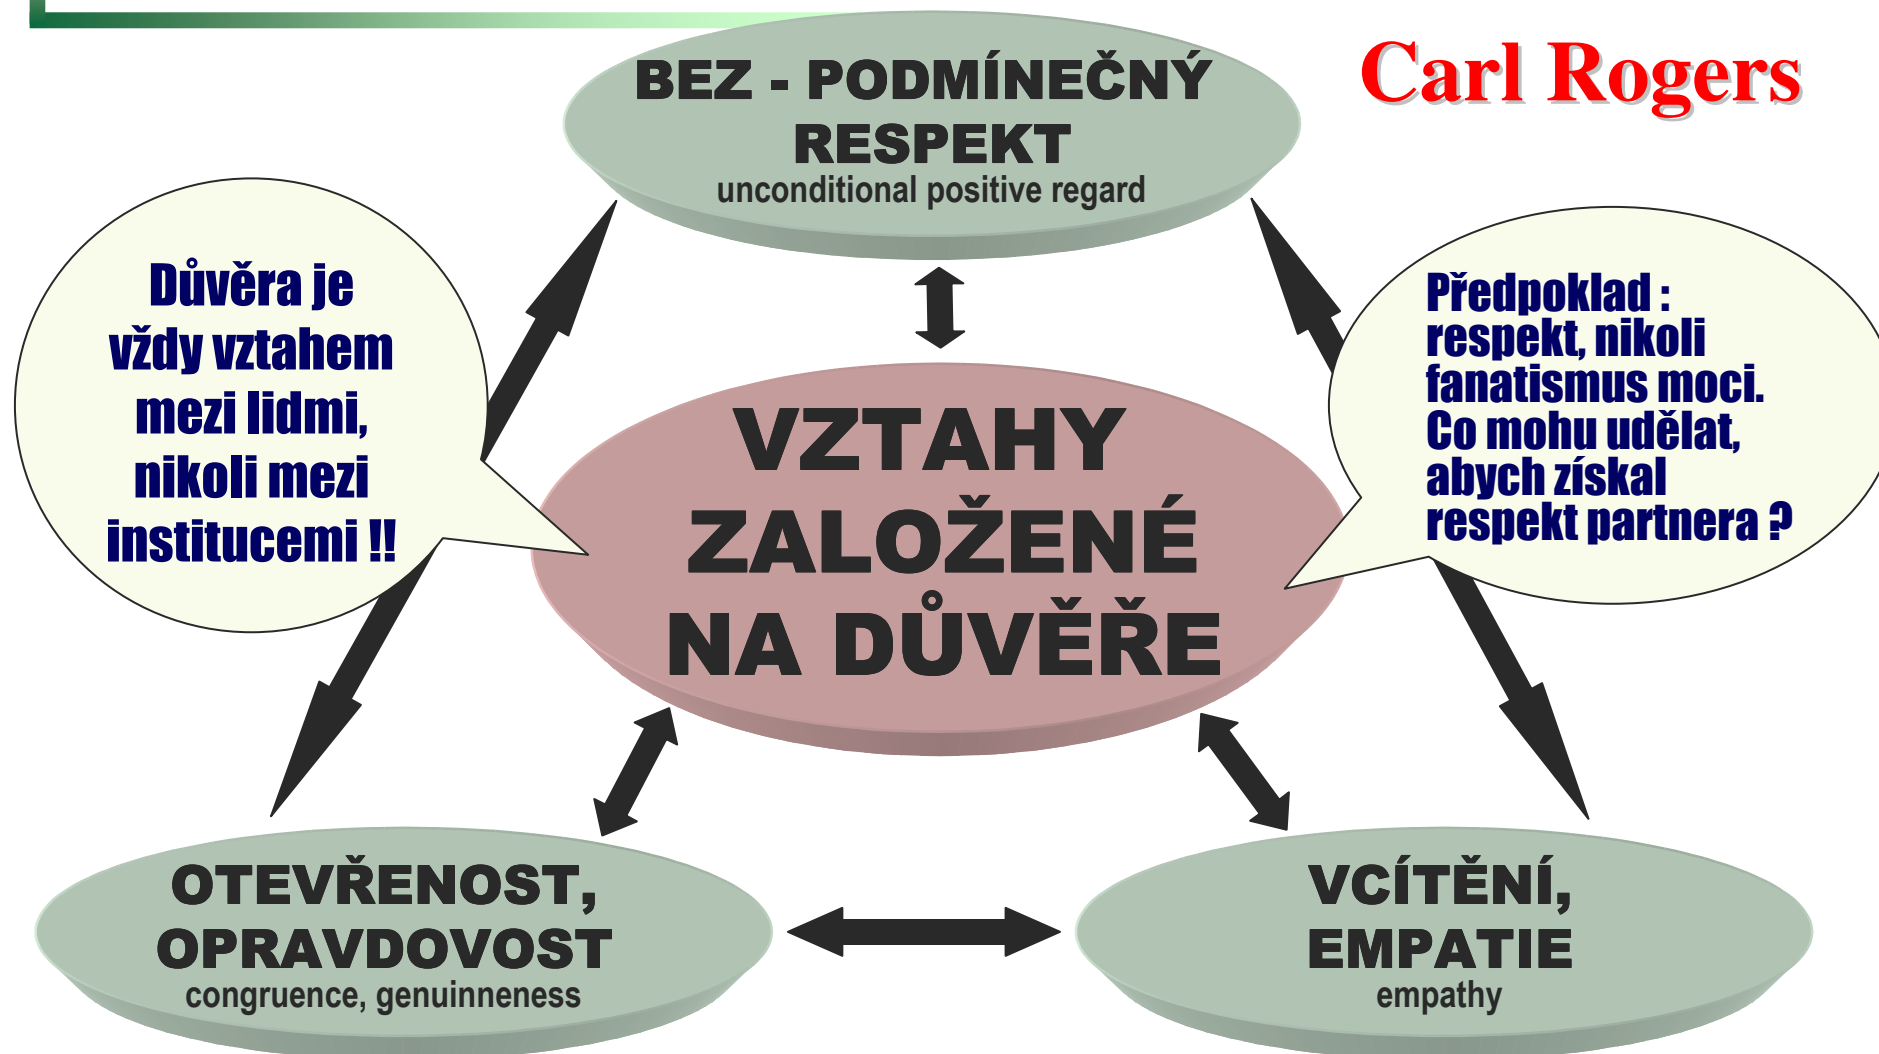 Carl Rogers
BEZ - PODMÍNEČNÝ
RESPEKT
unconditional positive regard
Důvěra je
vždy vztahem
mezi lidmi,
nikoli mezi
institucemi !!
Předpoklad :
respekt, nikoli
fanatismus moci.
Co mohu udělat,
abych získal
respekt partnera ?
VZTAHY
ZALOŽENÉ
NA DŮVĚŘE
OTEVŘENOST,
OPRAVDOVOST
congruence, genuinneness
VCÍTĚNÍ,
EMPATIE
empathy